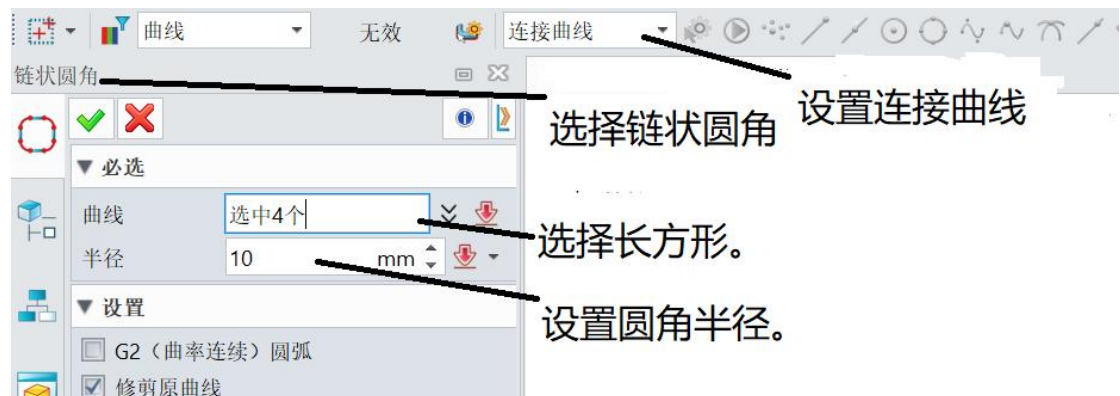 曲线 无效 连接曲线
链状圆角
设置连接曲线
选择链状圆角
必选
曲线 选中4个
选择长方形。
半径 10 mm
设置圆角半径。
设置
G2（曲率连续）圆弧
修剪原曲线